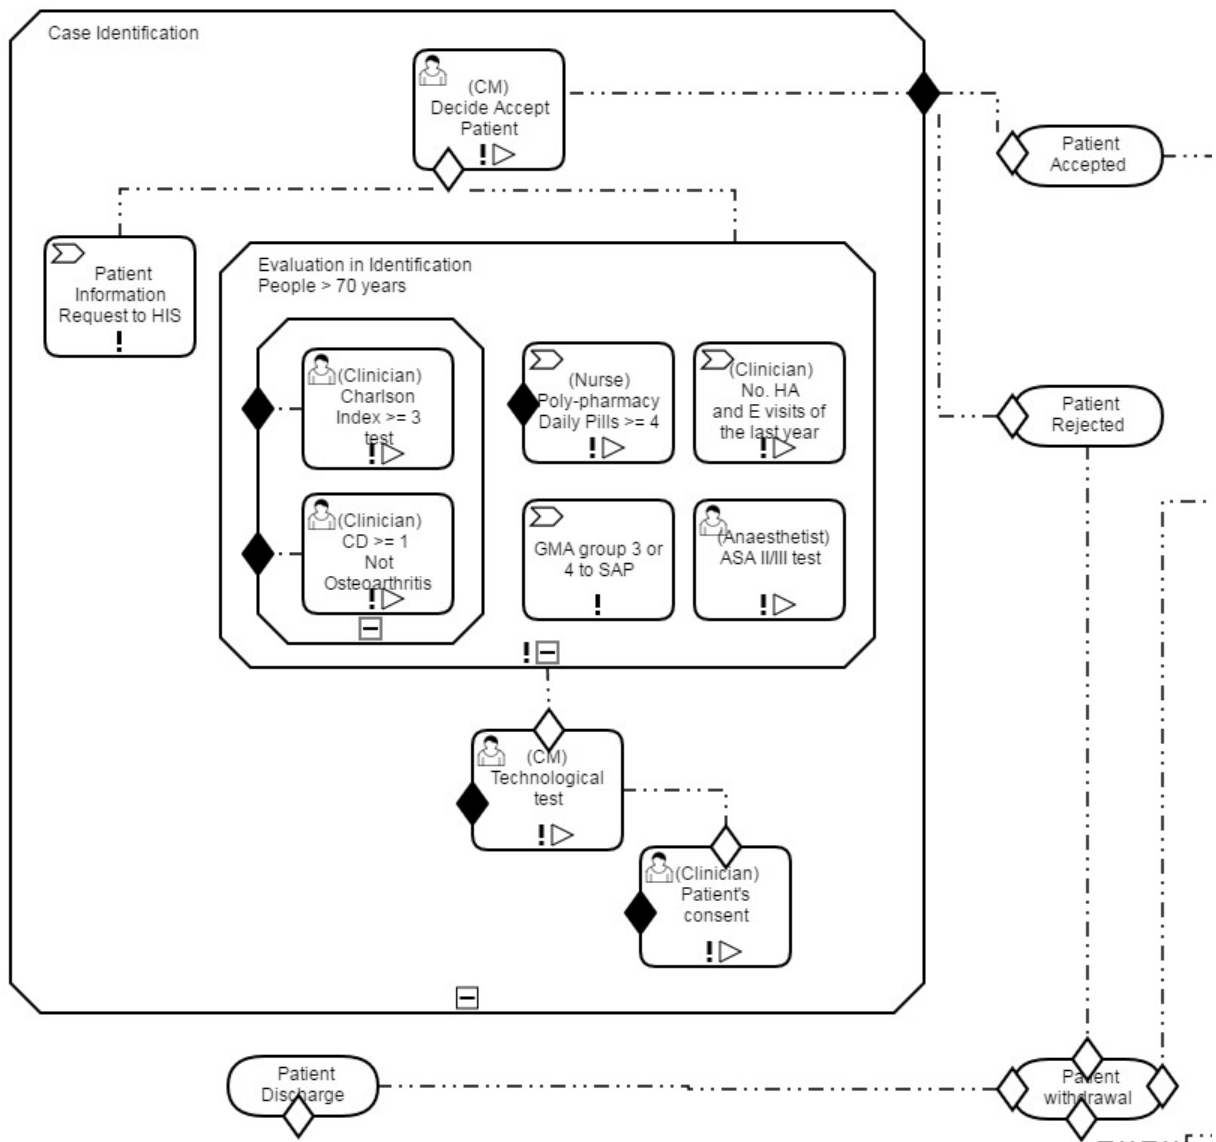 Case Identification
(CM)
Decide Accept
Patient
Patient
Accepted
Patient
Information
Request to HIS
Evaluation in Identification
People > 70 years
(Clinician)
Charlson
Index >= 3
test
(Nurse)
Poly-pharmacy
Daily Pills >= 4
(Clinician)
No. HA
and E visits of
the last year
Patient
Rejected
(Clinician)
CD >= 1
Not
Osteoarthritis
GMA group 3 or
4 to SAP
(Anaesthetist)
ASA II/III test
(CM)
Technological
test
(Clinician)
Patient's
consent
Patient
Discharge
Patient
withdrawal